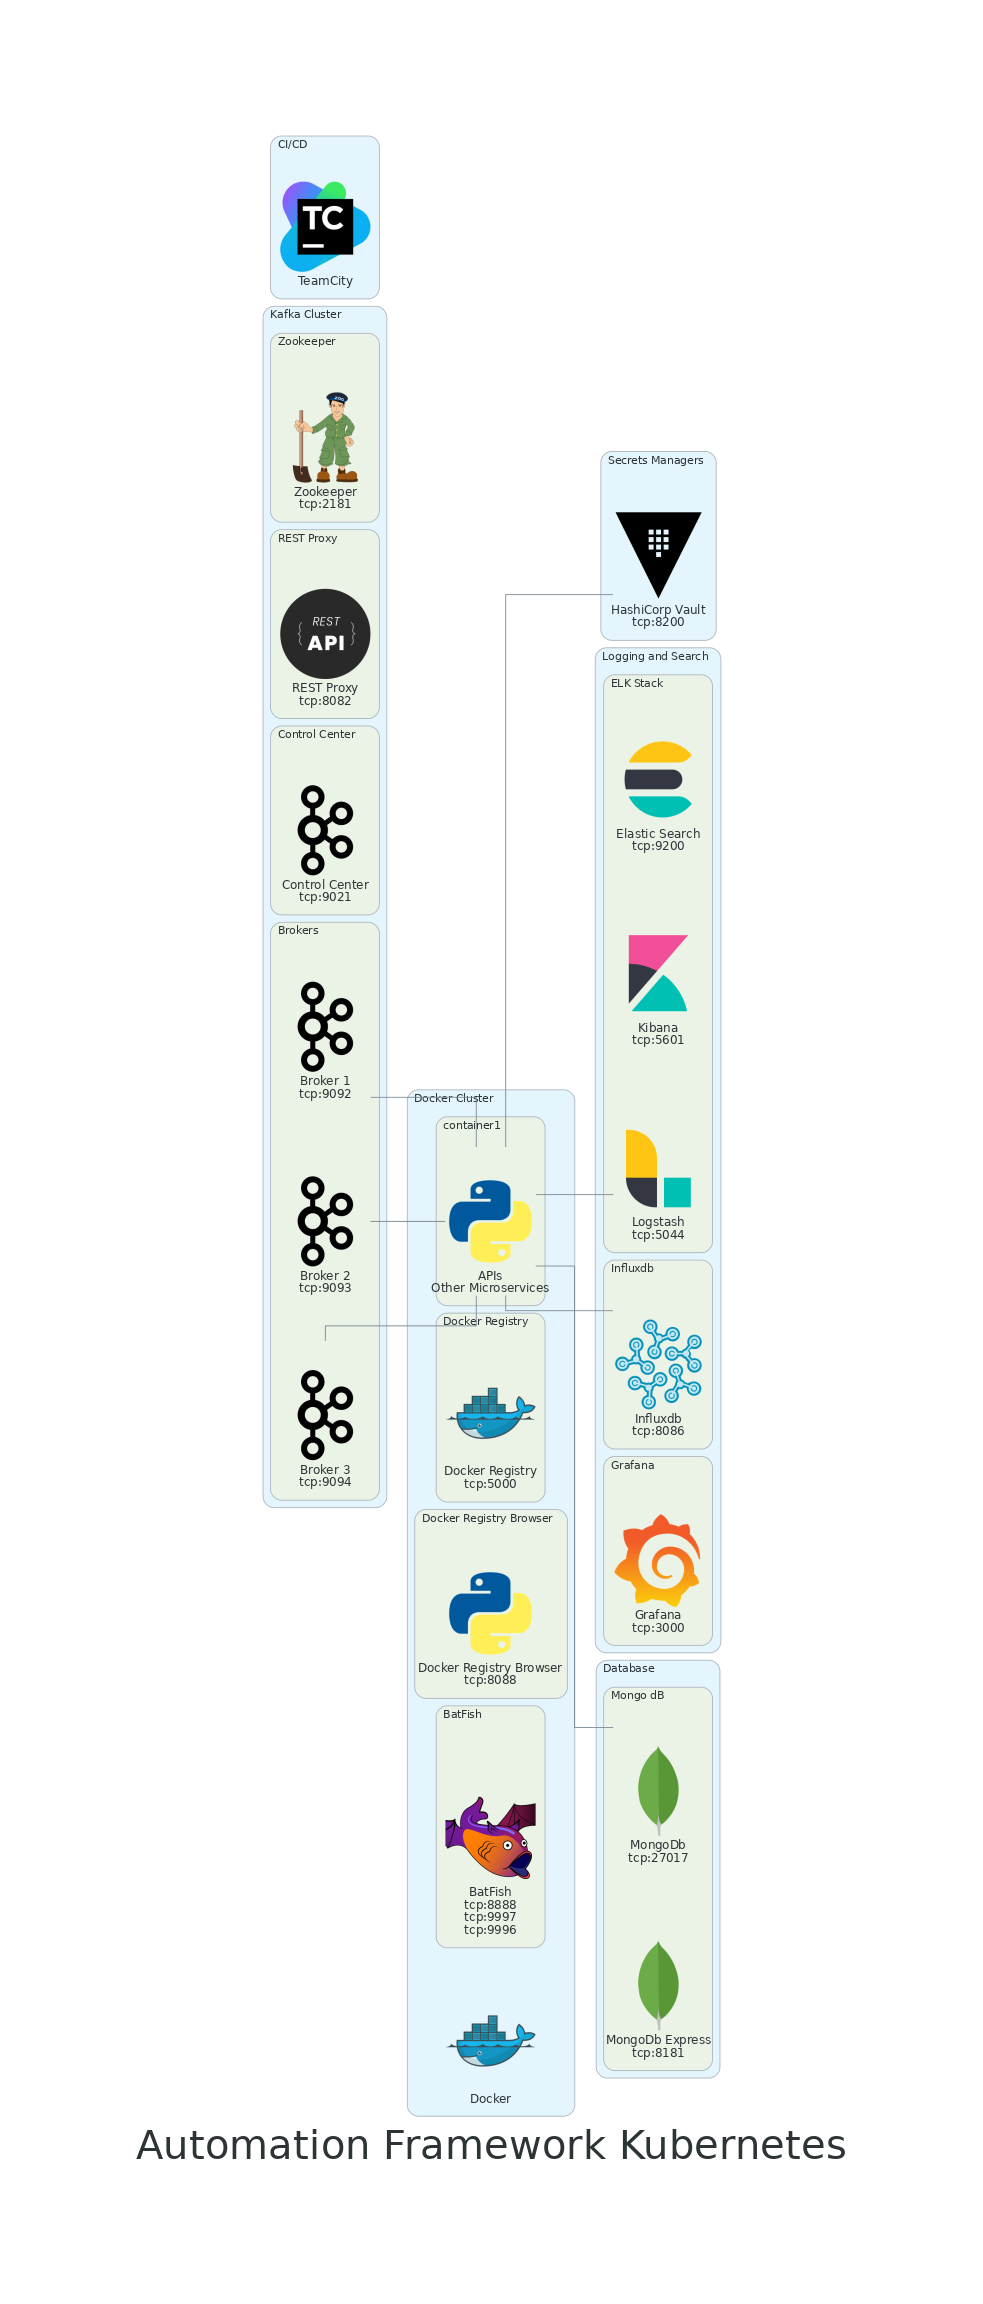 CI/CD
TC
TeamCity
Kafka Cluster
Zookeeper
ZOO
Zookeeper
tcp:2181
REST Proxy
REST
{ API }
REST Proxy
tcp:8082
Control Center
Control Center
tcp:9021
Brokers
Broker 1
tcp:9092
Broker 2
tcp:9093
Broker 3
tcp:9094
Docker Cluster
container1
APIs
Other Microservices
Docker Registry
Docker Registry
tcp:5000
Docker Registry Browser
Docker Registry Browser
tcp:8088
BatFish
BatFish
tcp:8888
tcp:9997
tcp:9996
Docker
Secrets Managers
HashiCorp Vault
tcp:8200
Logging and Search
ELK Stack
Elastic Search
tcp:9200
Kibana
tcp:5601
Logstash
tcp:5044
Influxdb
Influxdb
tcp:8086
Grafana
Grafana
tcp:3000
Database
Mongo dB
MongoDb
tcp:27017
MongoDb Express
tcp:8181
Automation Framework Kubernetes